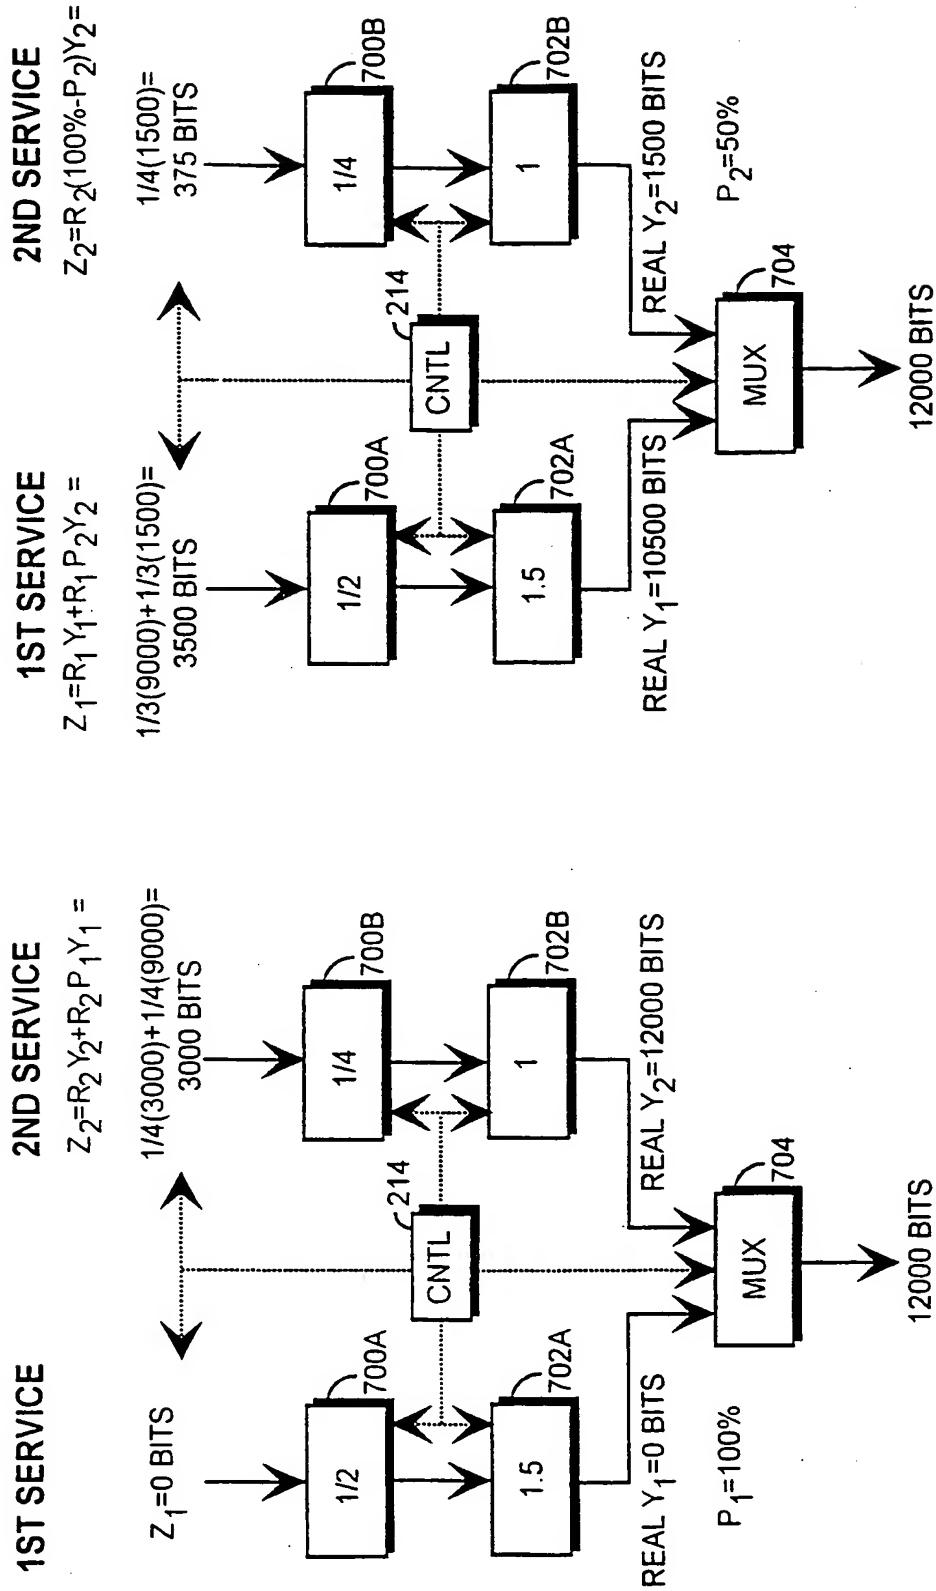 1ST SERVICE
Z1=0 BITS
700A
1/2
702A
1.5
REAL Y1=0 BITS
P1=100%
2ND SERVICE
Z2=R2Y2+R2P1Y1 =
1/4(3000)+1/4(9000)=
3000 BITS
700B
1/4
214
CNTL
702B
1
REAL Y2=12000 BITS
704
MUX
12000 BITS
1ST SERVICE
Z1=R1Y1+R1P2Y2 =
1/3(9000)+1/3(1500)=
3500 BITS
700A
1/2
702A
1.5
REAL Y1=10500 BITS
2ND SERVICE
Z2=R2(100%-P2)Y2=
1/4(1500)=
375 BITS
700B
1/4
214
CNTL
702B
1
REAL Y2=1500 BITS
P2=50%
704
MUX
12000 BITS